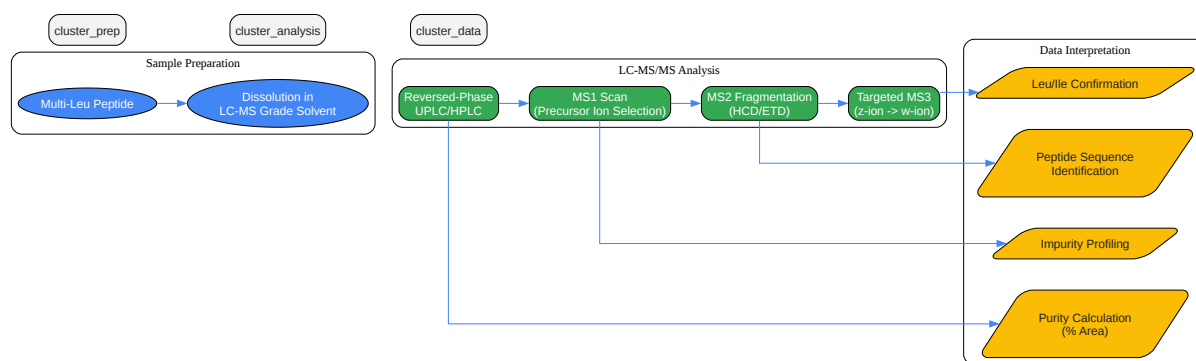 cluster_prep
cluster_analysis
cluster_data
Sample Preparation
Multi-Leu Peptide
Dissolution in
LC-MS Grade Solvent
LC-MS/MS Analysis
Reversed-Phase
UPLC/HPLC
MS1 Scan
(Precursor Ion Selection)
MS2 Fragmentation
(HCD/ETD)
Targeted MS3
(z-ion -> w-ion)
Data Interpretation
Leu/Ile Confirmation
Peptide Sequence
Identification
Impurity Profiling
Purity Calculation
(% Area)